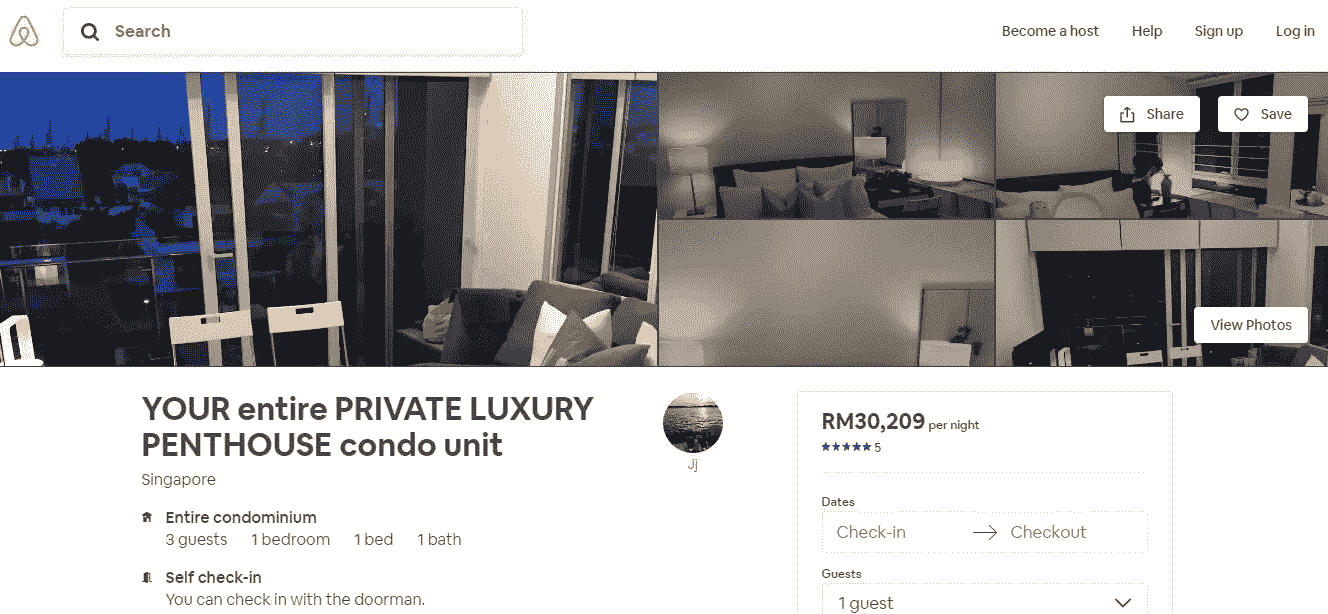 Search
Become a host Help Sign up Log in
Share Save
View Photos
YOUR entire PRIVATE LUXURY
PENTHOUSE condo unit
Singapore
Entire condominium
3 guests 1 bedroom 1 bed 1 bath
Self check-in
You can check in with the doorman.
Jj
RM30,209 per night
5
Dates
Check-in Checkout
Guests
1 guest